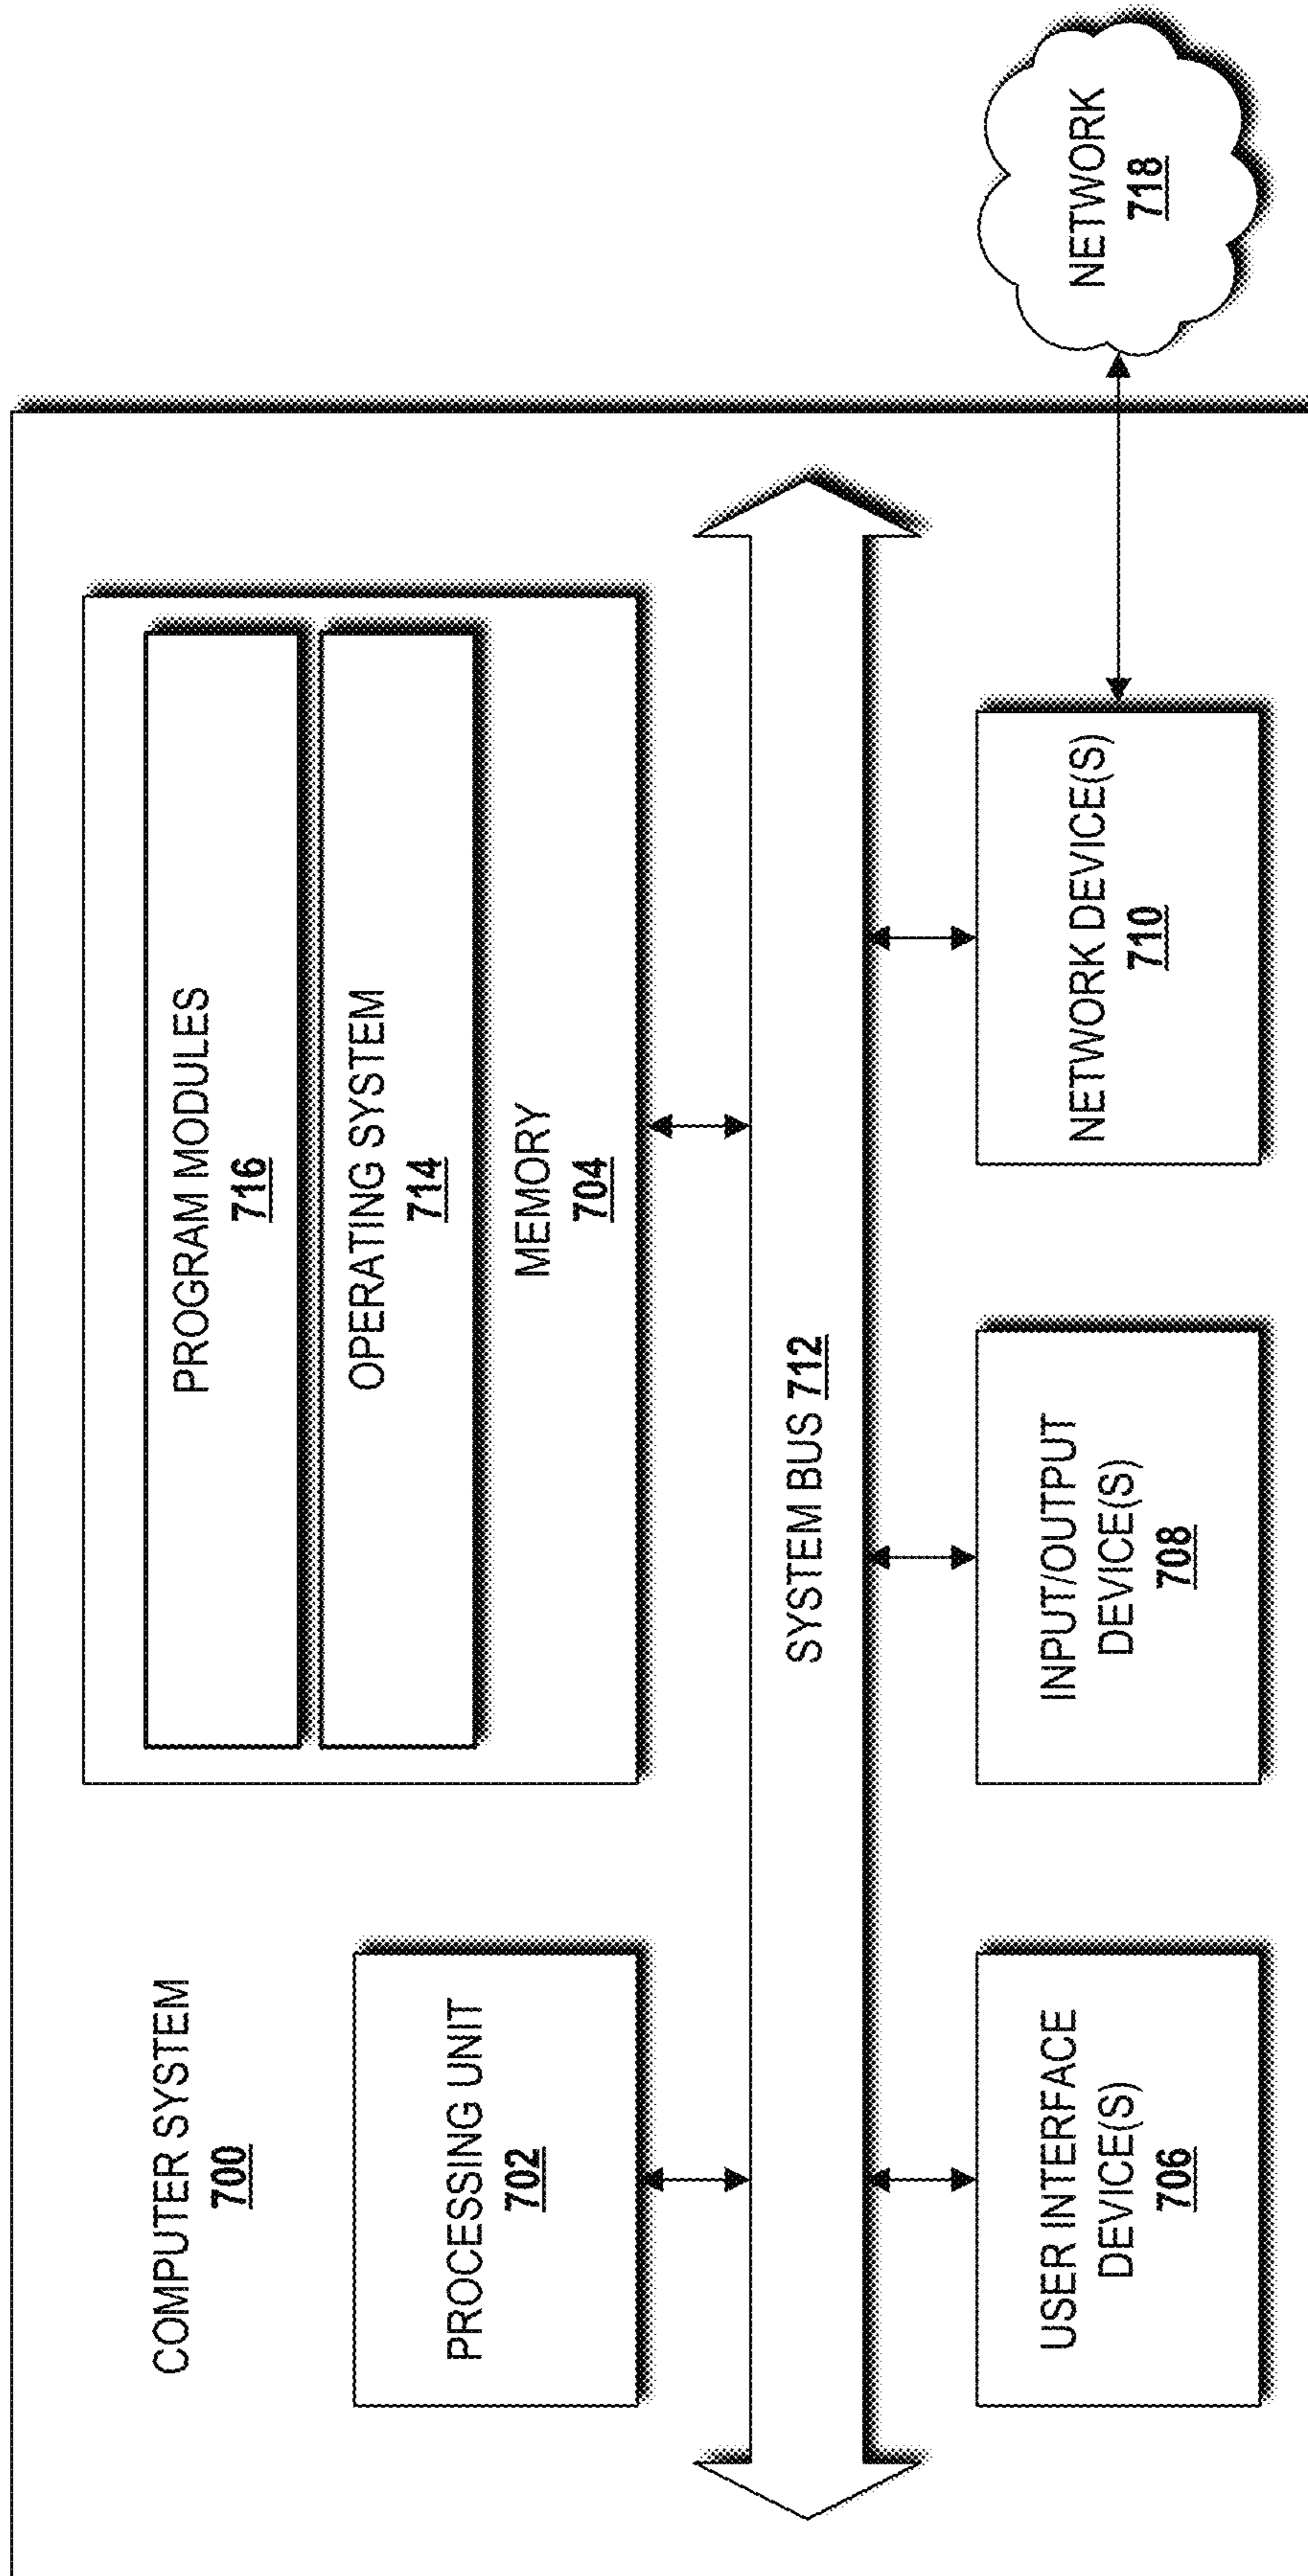 COMPUTER SYSTEM
700
PROCESSING UNIT
702
PROGRAM MODULES
716
OPERATING SYSTEM
714
MEMORY
704
SYSTEM BUS 712
USER INTERFACE
DEVICE(S)
706
INPUT/OUTPUT
DEVICE(S)
708
NETWORK DEVICE(S)
710
NETWORK
718